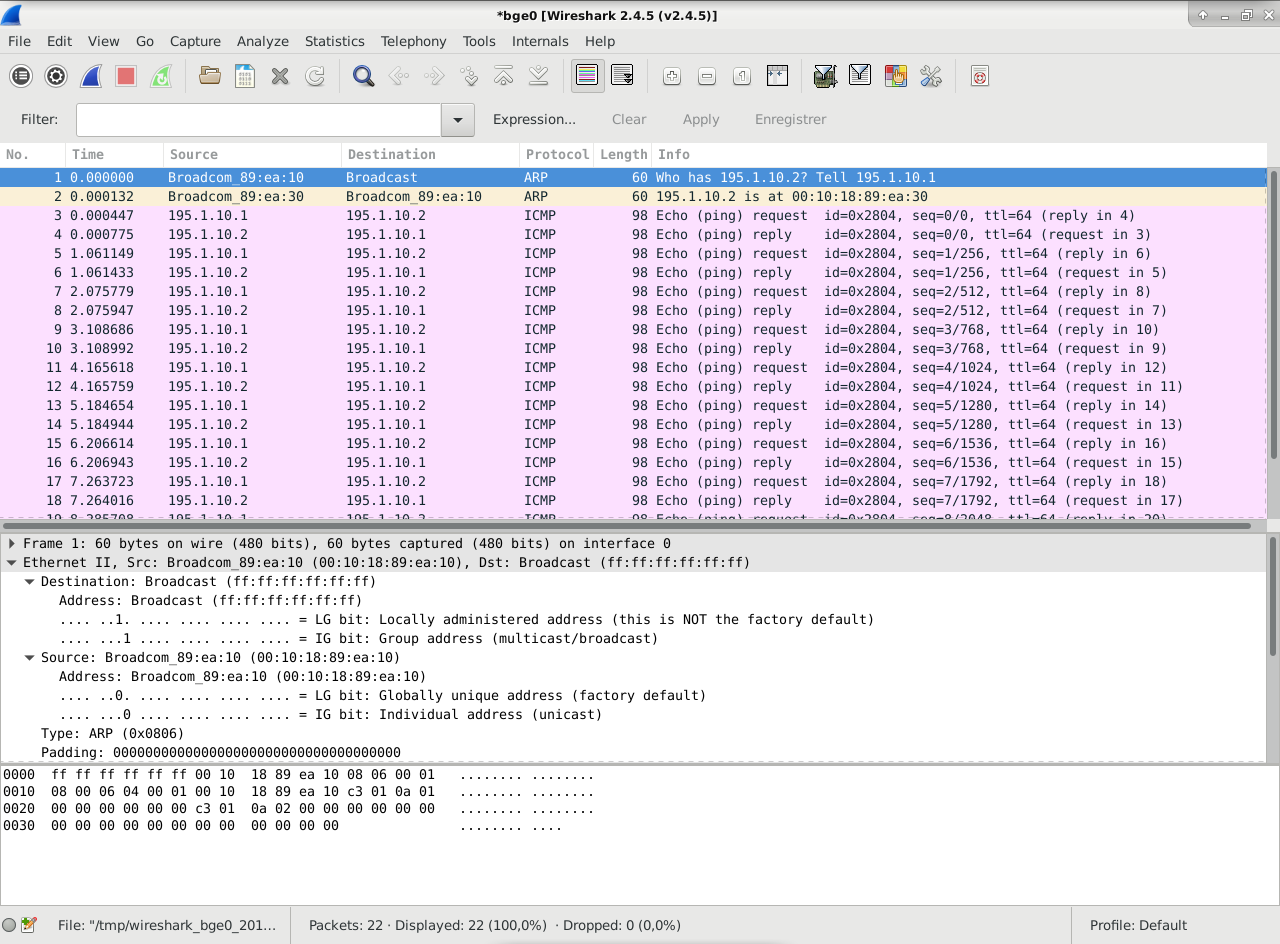 *bge0 [Wireshark 2.4.5 (v2.4.5)]
File Edit View Go Capture Analyze Statistics Telephony Tools Internals Help
Filter: Expression... Clear Apply Enregistrer
No. Time Source Destination Protocol Length Info
1 0.000000 Broadcom_89:ea:10 Broadcast ARP 60 Who has 195.1.10.2? Tell 195.1.10.1
2 0.000132 Broadcom_89:ea:30 Broadcom_89:ea:10 ARP 60 195.1.10.2 is at 00:10:18:89:ea:30
3 0.000447 195.1.10.1 195.1.10.2 ICMP 98 Echo (ping) request id=0x2804, seq=0/0, ttl=64 (reply in 4)
4 0.000775 195.1.10.2 195.1.10.1 ICMP 98 Echo (ping) reply id=0x2804, seq=0/0, ttl=64 (request in 3)
5 1.061149 195.1.10.1 195.1.10.2 ICMP 98 Echo (ping) request id=0x2804, seq=1/256, ttl=64 (reply in 6)
6 1.061433 195.1.10.2 195.1.10.1 ICMP 98 Echo (ping) reply id=0x2804, seq=1/256, ttl=64 (request in 5)
7 2.075779 195.1.10.1 195.1.10.2 ICMP 98 Echo (ping) request id=0x2804, seq=2/512, ttl=64 (reply in 8)
8 2.075947 195.1.10.2 195.1.10.1 ICMP 98 Echo (ping) reply id=0x2804, seq=2/512, ttl=64 (request in 7)
9 3.108686 195.1.10.1 195.1.10.2 ICMP 98 Echo (ping) request id=0x2804, seq=3/768, ttl=64 (reply in 10)
10 3.108992 195.1.10.2 195.1.10.1 ICMP 98 Echo (ping) reply id=0x2804, seq=3/768, ttl=64 (request in 9)
11 4.165618 195.1.10.1 195.1.10.2 ICMP 98 Echo (ping) request id=0x2804, seq=4/1024, ttl=64 (reply in 12)
12 4.165759 195.1.10.2 195.1.10.1 ICMP 98 Echo (ping) reply id=0x2804, seq=4/1024, ttl=64 (request in 11)
13 5.184654 195.1.10.1 195.1.10.2 ICMP 98 Echo (ping) request id=0x2804, seq=5/1280, ttl=64 (reply in 14)
14 5.184944 195.1.10.2 195.1.10.1 ICMP 98 Echo (ping) reply id=0x2804, seq=5/1280, ttl=64 (request in 13)
15 6.206614 195.1.10.1 195.1.10.2 ICMP 98 Echo (ping) request id=0x2804, seq=6/1536, ttl=64 (reply in 16)
16 6.206943 195.1.10.2 195.1.10.1 ICMP 98 Echo (ping) reply id=0x2804, seq=6/1536, ttl=64 (request in 15)
17 7.263723 195.1.10.1 195.1.10.2 ICMP 98 Echo (ping) request id=0x2804, seq=7/1792, ttl=64 (reply in 18)
18 7.264016 195.1.10.2 195.1.10.1 ICMP 98 Echo (ping) reply id=0x2804, seq=7/1792, ttl=64 (request in 17)
Frame 1: 60 bytes on wire (480 bits), 60 bytes captured (480 bits) on interface 0
Ethernet II, Src: Broadcom_89:ea:10 (00:10:18:89:ea:10), Dst: Broadcast (ff:ff:ff:ff:ff:ff)
Destination: Broadcast (ff:ff:ff:ff:ff:ff)
Address: Broadcast (ff:ff:ff:ff:ff:ff)
.... ..1. .... .... .... .... = LG bit: Locally administered address (this is NOT the factory default)
.... ...1 .... .... .... .... = IG bit: Group address (multicast/broadcast)
Source: Broadcom_89:ea:10 (00:10:18:89:ea:10)
Address: Broadcom_89:ea:10 (00:10:18:89:ea:10)
.... ..0. .... .... .... .... = LG bit: Globally unique address (factory default)
.... ...0 .... .... .... .... = IG bit: Individual address (unicast)
Type: ARP (0x0806)
Padding: 000000000000000000000000000000000000
0000 ff ff ff ff ff ff 00 10 18 89 ea 10 08 06 00 01 ........ ........
0010 08 00 06 04 00 01 00 10 18 89 ea 10 c3 01 0a 01 ........ ........
0020 00 00 00 00 00 00 c3 01 0a 02 00 00 00 00 00 00 ........ ........
0030 00 00 00 00 00 00 00 00 00 00 00 00 ........ ....
File: "/tmp/wireshark_bge0_201... Packets: 22 · Displayed: 22 (100,0%) · Dropped: 0 (0,0%) Profile: Default